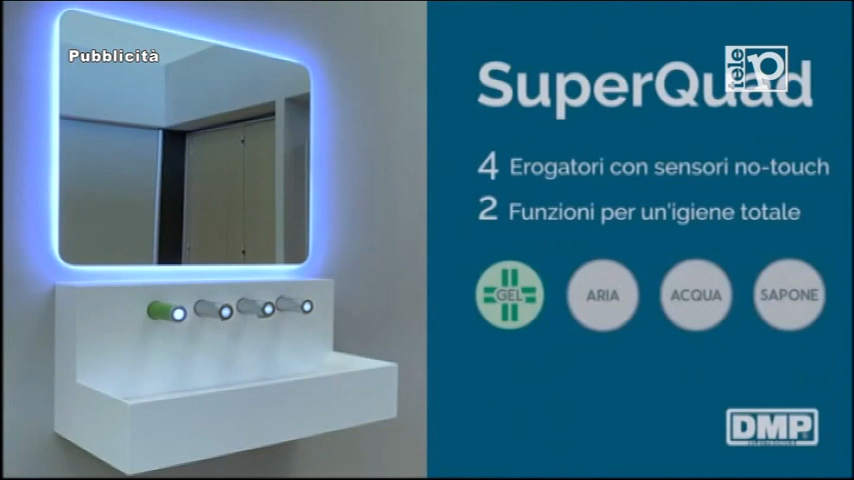 Pubblicità
tele
p
SuperQuad
4 Erogatori con sensori no-touch
2 Funzioni per un'igiene totale
GEL
ARIA
ACQUA
SAPONE
DMP
ELECTRONICS